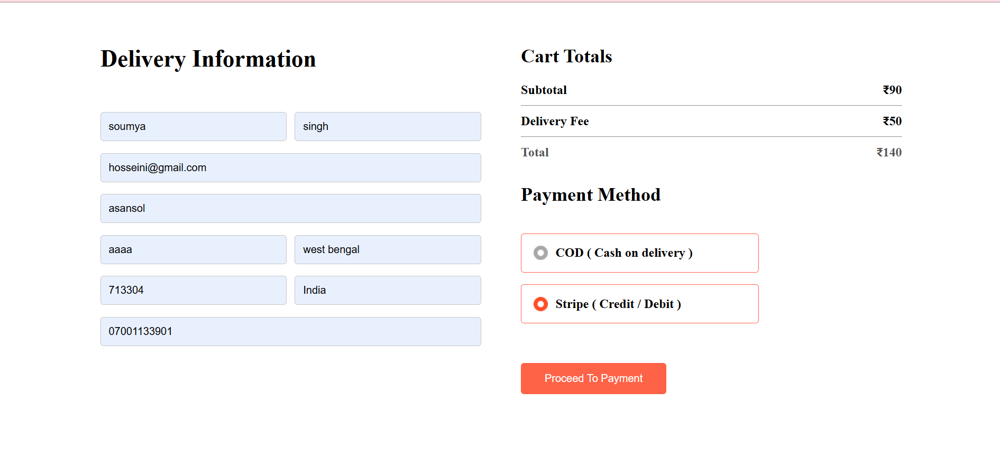 Delivery Information
soumya
singh
hosseini@gmail.com
asansol
aaaa
west bengal
713304
India
07001133901
Cart Totals
Subtotal ₹90
Delivery Fee ₹50
Total ₹140
Payment Method
COD ( Cash on delivery )
Stripe ( Credit / Debit )
Proceed To Payment